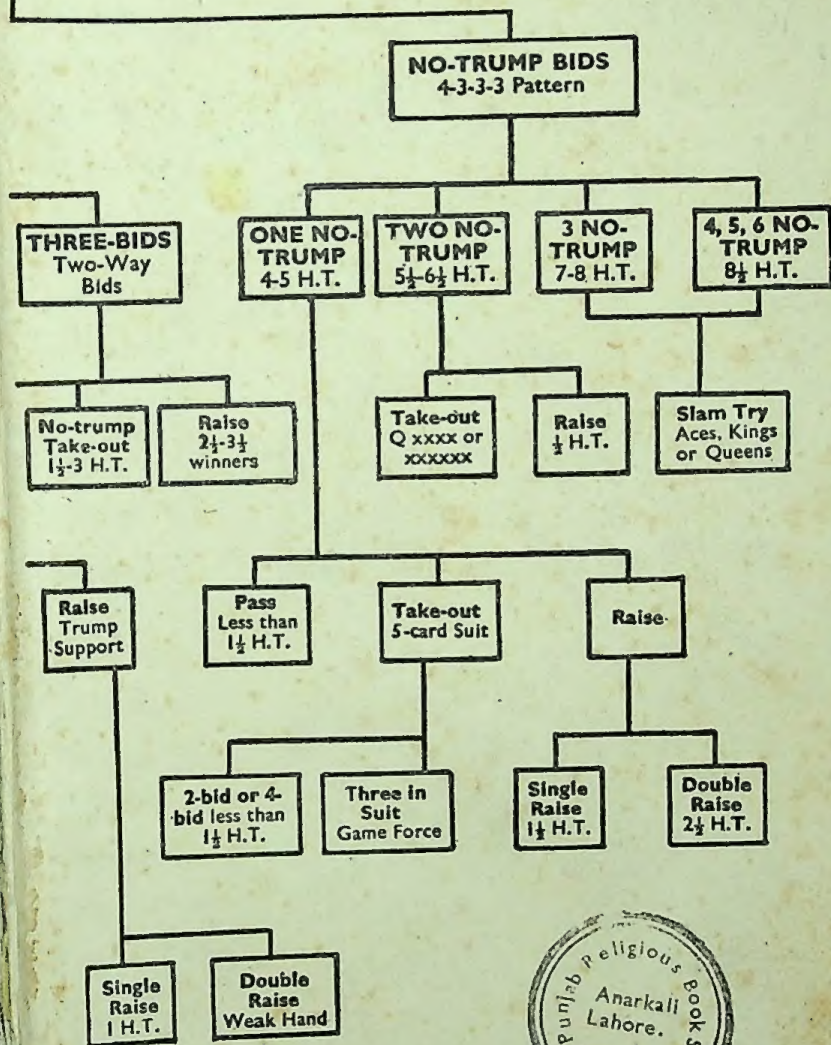 NO-TRUMP BIDS
4-3-3-3 Pattern
THREE-BIDS
Two-Way
Bids
ONE NO-
TRUMP
4-5 H.T.
TWO NO-
TRUMP
5½-6½ H.T.
3 NO-
TRUMP
7-8 H.T.
4, 5, 6 NO-
TRUMP
8½ H.T.
No-trump
Take-out
1½-3 H.T.
Raise
2½-3½
winners
Take-out
Q xxxx or
xxxxxx
Raise
½ H.T.
Slam Try
Aces, Kings
or Queens
Raise
Trump
Support
Pass
Less than
1½ H.T.
Take-out
5-card Suit
Raise
2-bid or 4-
bid less than
1½ H.T.
Three in
Suit
Game Force
Single
Raise
1½ H.T.
Double
Raise
2½ H.T.
Single
Raise
1 H.T.
Double
Raise
Weak Hand
Punjab Religious Book S
Anarkali
Lahore.